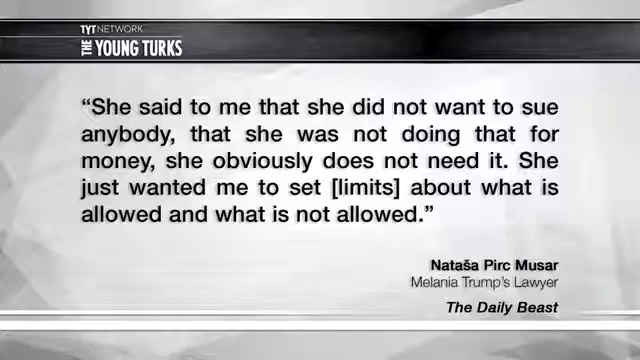 TYT NETWORK
THE YOUNG TURKS
“She said to me that she did not want to sue
anybody, that she was not doing that for
money, she obviously does not need it. She
just wanted me to set [limits] about what is
allowed and what is not allowed.”
Nataša Pirc Musar
Melania Trump’s Lawyer
The Daily Beast